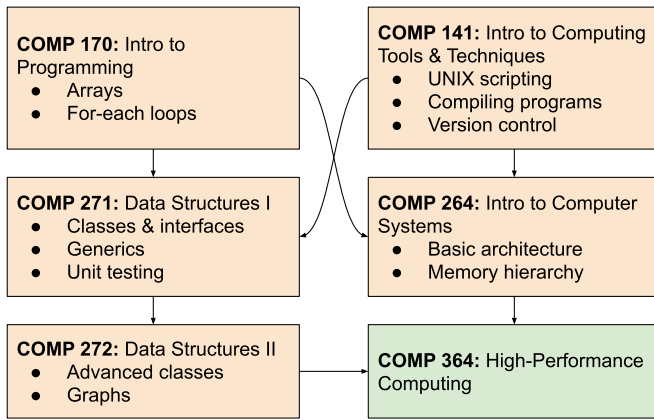 COMP 170: Intro to
Programming
● Arrays
● For-each loops
COMP 141: Intro to Computing
Tools & Techniques
● UNIX scripting
● Compiling programs
● Version control
COMP 271: Data Structures I
● Classes & interfaces
● Generics
● Unit testing
COMP 264: Intro to Computer
Systems
● Basic architecture
● Memory hierarchy
COMP 272: Data Structures II
● Advanced classes
● Graphs
COMP 364: High-Performance
Computing